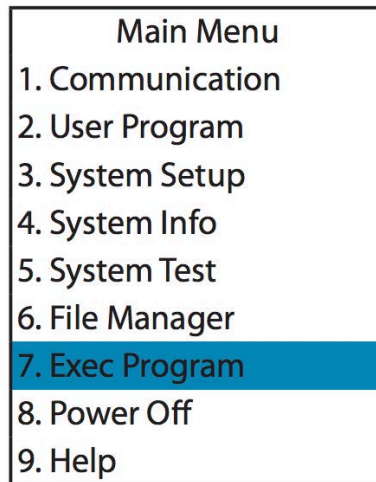 Main Menu
1. Communication
2. User Program
3. System Setup
4. System Info
5. System Test
6. File Manager
7. Exec Program
8. Power Off
9. Help